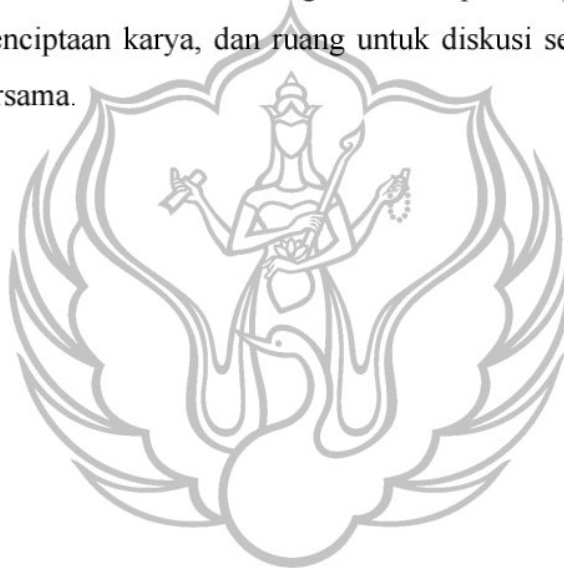 enciptaan karya, dan ruang untuk diskusi se
rsama.